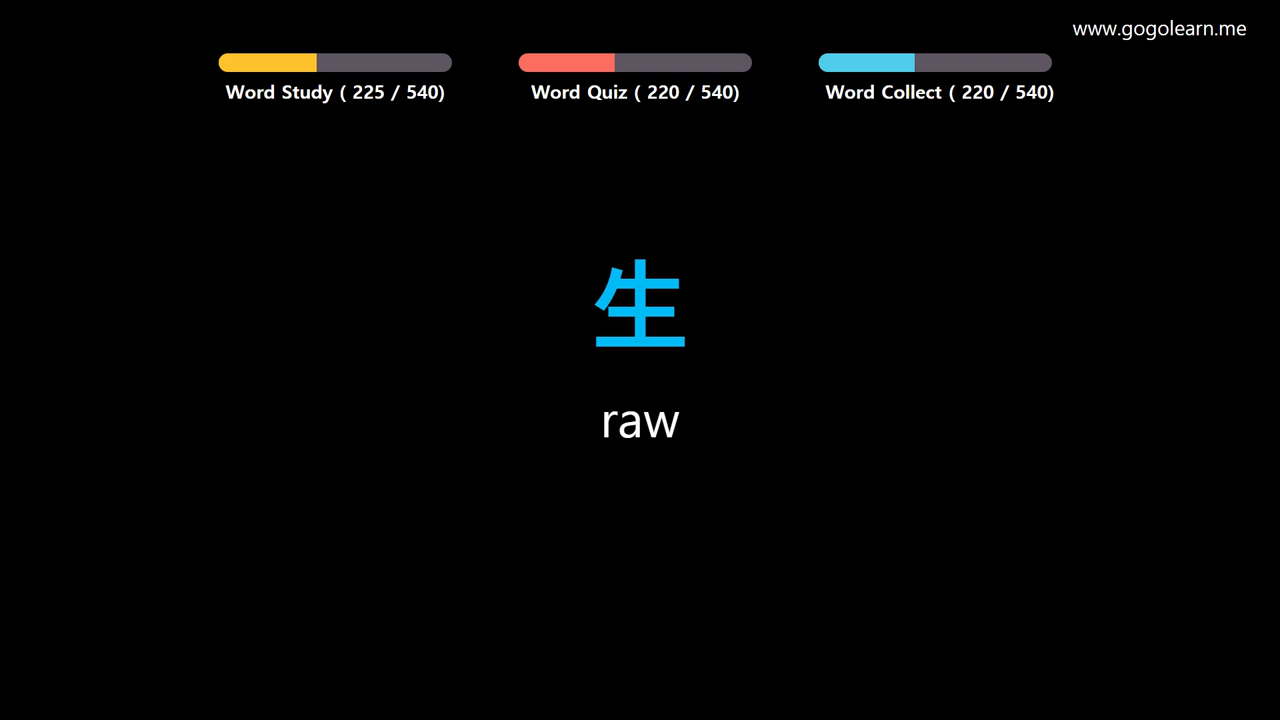 www.gogolearn.me
Word Study ( 225 / 540)
Word Quiz ( 220 / 540)
Word Collect ( 220 / 540)
生
raw